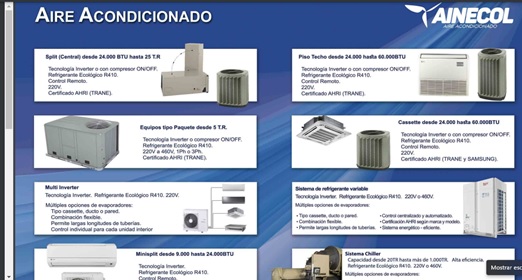 AIRE ACONDICIONADO
AINECOL
AIRE ACONDICIONADO
Split (Central) desde 24.000 BTU hasta 25 T.R
Tecnología Inverter o con compresor ON/OFF.
Refrigerante Ecológico R410.
Control Remoto.
220V.
Certificado AHRI (TRANE).
Piso Techo desde 24.000 hasta 60.000BTU
Tecnología Inverter o con compresor ON/OFF.
Refrigerante Ecológico R410.
Control Remoto.
220V.
Certificado AHRI (TRANE).
Equipos tipo Paquete desde 5 T.R.
Tecnología Inverter o con compresor ON/OFF.
Refrigerante Ecológico R410.
220V a 460V, 1Ph o 3Ph.
Certificado AHRI (TRANE).
Cassette desde 24.000 hasta 60.000BTU
Tecnología Inverter o con compresor ON/OFF.
Refrigerante Ecológico R410.
Control Remoto.
220V.
Certificado AHRI (TRANE y SAMSUNG).
Multi Inverter
Tecnología Inverter. Refrigerante Ecológico R410. 220V.
Múltiples opciones de evaporadores:
Tipo cassette, ducto o pared.
Combinación flexible.
Permite largas longitudes de tuberías.
Control individual para cada unidad interior
Sistema de refrigerante variable
Tecnología Inverter. Refrigerante Ecológico R410. 220V o 460V.
Múltiples opciones de evaporadores:
• Tipo cassette, ducto o pared.
• Combinación flexible.
• Permite largas longitudes de tuberías.
• Control centralizado y automatizado.
• Certificación AHRI según marca y modelo.
• Sistema energético - eficiente.
Minisplit desde 9.000 hasta 24.000BTU
Tecnología Inverter.
Refrigerante Ecológico R410.
Sistema Chiller
Capacidad desde 20TR hasta más de 1.000TR. Alta eficiencia.
Refrigerante Ecológico R410. 220V o 460V.
Mostrar es